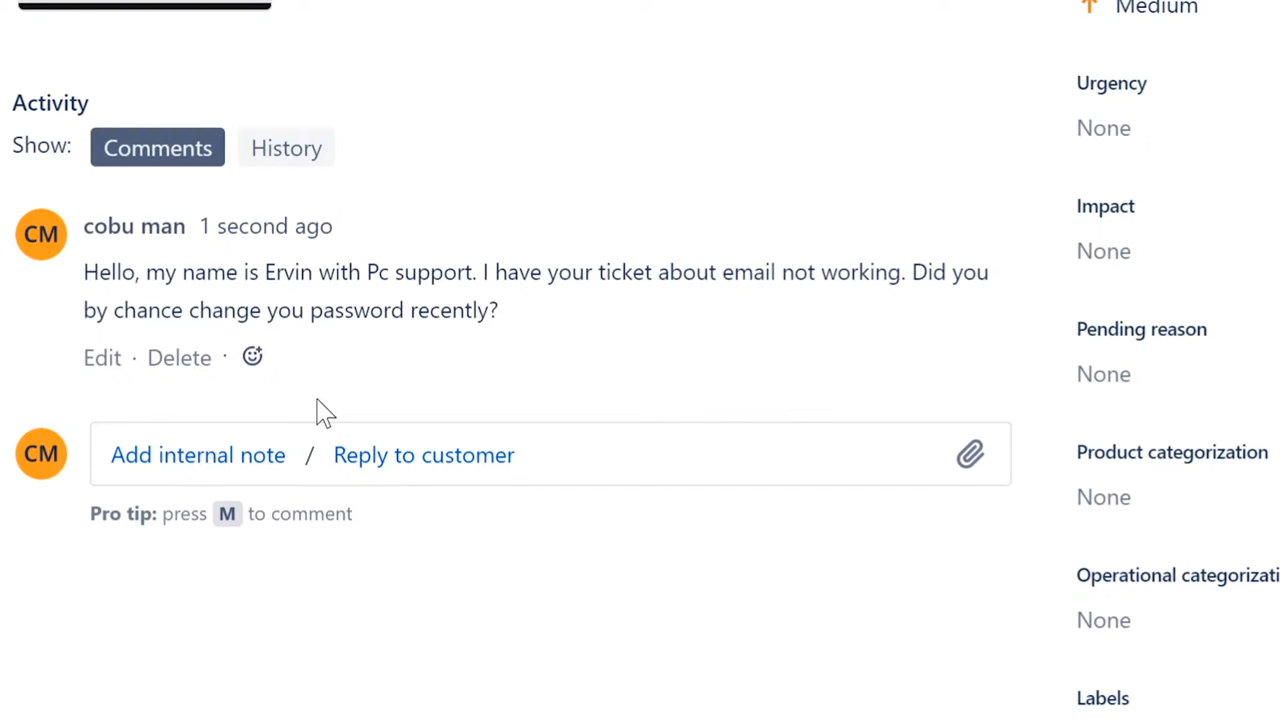 Medium
Activity
Show: Comments History
CM cobu man 1 second ago
Hello, my name is Ervin with Pc support. I have your ticket about email not working. Did you
by chance change you password recently?
Edit · Delete ·
CM Add internal note / Reply to customer
Pro tip: press M to comment
Urgency
None
Impact
None
Pending reason
None
Product categorization
None
Operational categorizati
None
Labels